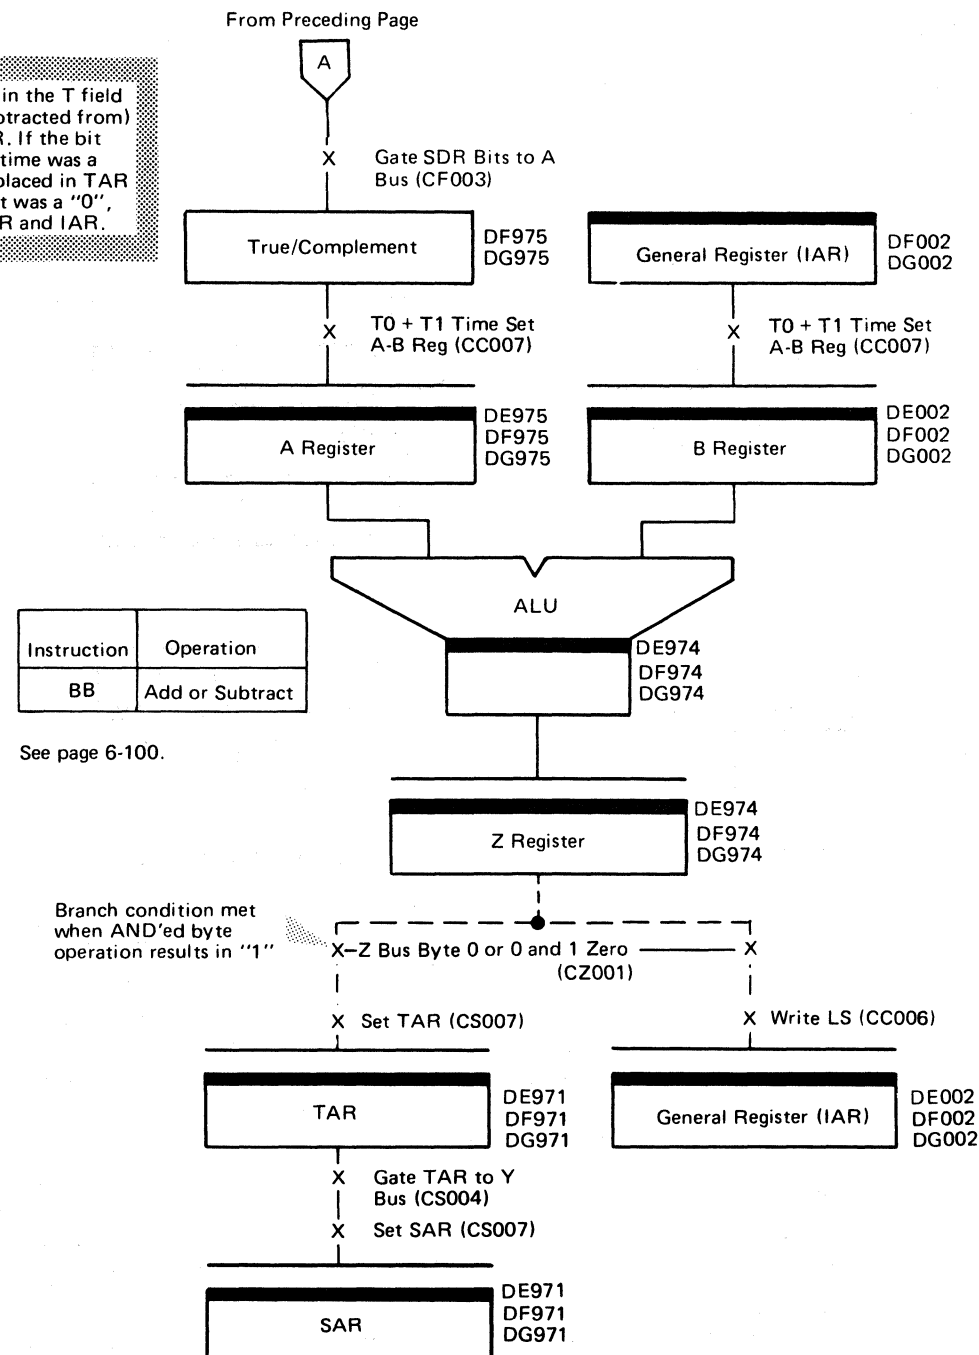 From Preceding Page
A
in the T field
otracted from)
R. If the bit
time was a
placed in TAR
t was a "0",
R and IAR.
Gate SDR Bits to A
Bus (CF003)
True/Complement
DF975
DG975
General Register (IAR)
DF002
DG002
X
T0 + T1 Time Set
A-B Reg (CC007)
X
T0 + T1 Time Set
A-B Reg (CC007)
X
A Register
DE975
DF975
DG975
B Register
DE002
DF002
DG002
ALU
DE974
DF974
DG974
Instruction Operation
BB Add or Subtract
See page 6-100.
Z Register
DE974
DF974
DG974
Branch condition met
when AND'ed byte
operation results in "1"
X-Z Bus Byte 0 or 0 and 1 Zero X
(CZ001)
X Set TAR (CS007)
X Write LS (CC006)
TAR
DE971
DF971
DG971
General Register (IAR)
DE002
DF002
DG002
X Gate TAR to Y
Bus (CS004)
X Set SAR (CS007)
SAR
DE971
DF971
DG971